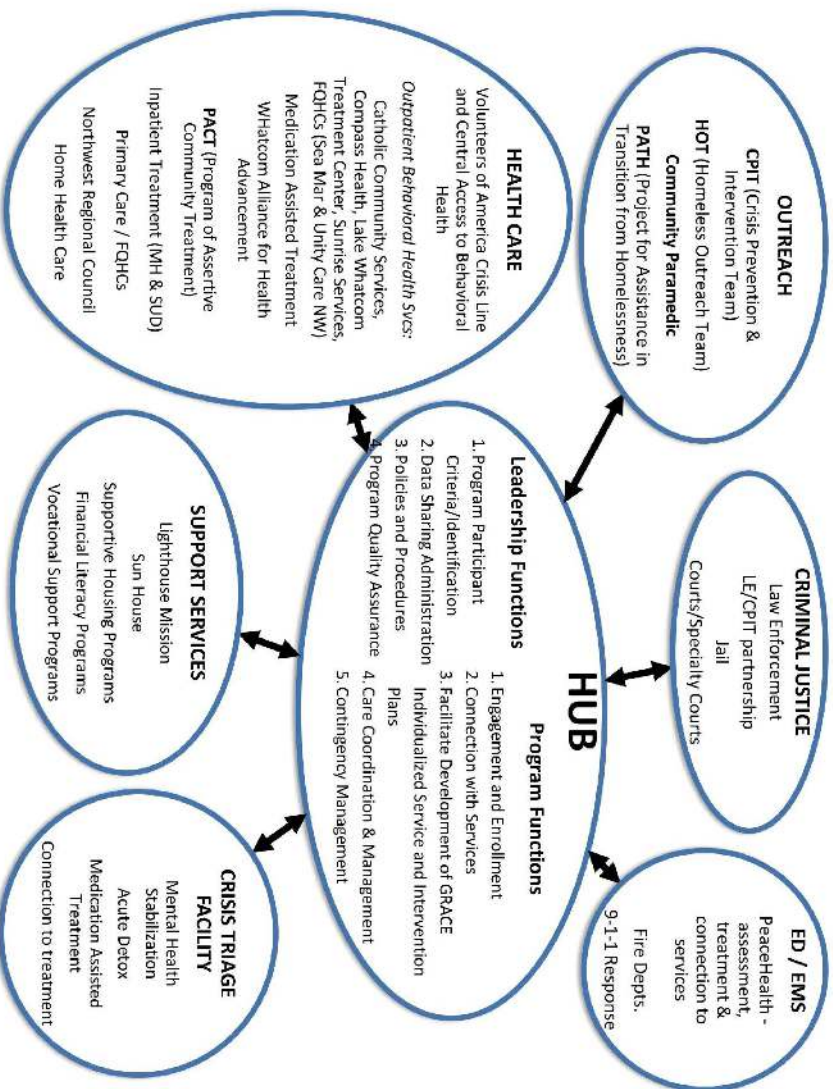 OUTREACH
CPIT (Crisis Prevention &
Intervention Team)
HOT (Homeless Outreach Team)
Community Paramedic
PATH (Project for Assistance in
Transition from Homelessness)
CRIMINAL JUSTICE
Law Enforcement
LE/CPIT partnership
Jail
Courts/Specialty Courts
ED / EMS
PeaceHealth -
assessment,
treatment &
connection to
services
Fire Depts.
9-1-1 Response
HUB
Leadership Functions
1. Program Participant
Criteria/Identification
2. Data Sharing Administration
3. Policies and Procedures
4. Program Quality Assurance
Program Functions
1. Engagement and Enrollment
2. Connection with Services
3. Facilitate Development of GRACE
Individualized Service and Intervention
Plans
4. Care Coordination & Management
5. Contingency Management
HEALTH CARE
Volunteers of America Crisis Line
and Central Access to Behavioral
Health
Outpatient Behavioral Health Svcs:
Catholic Community Services,
Compass Health, Lake Whatcom
Treatment Center, Sunrise Services,
FQHCs (Sea Mar & Unity Care NW)
Medication Assisted Treatment
WHatcom Alliance for Health
Advancement
PACT (Program of Assertive
Community Treatment)
Inpatient Treatment (MH & SUD)
Primary Care / FQHCs
Northwest Regional Council
Home Health Care
SUPPORT SERVICES
Lighthouse Mission
Sun House
Supportive Housing Programs
Financial Literacy Programs
Vocational Support Programs
CRISIS TRIAGE
FACILITY
Mental Health
Stabilization
Acute Detox
Medication Assisted
Treatment
Connection to treatment